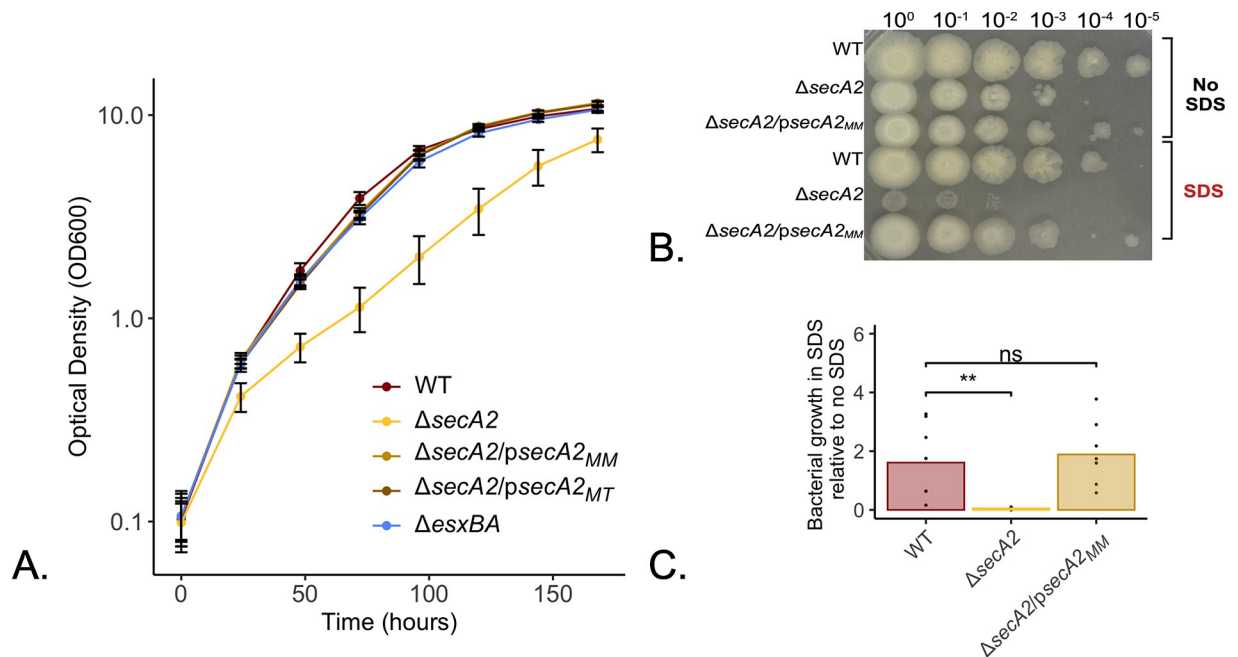 10⁰ 10⁻¹ 10⁻² 10⁻³ 10⁻⁴ 10⁻⁵
WT
ΔsecA2
ΔsecA2/psecA2MM
WT
ΔsecA2
ΔsecA2/psecA2MM
No
SDS
SDS
B.
Optical Density (OD600)
10.0
1.0
0.1
0 50 100 150
Time (hours)
WT
ΔsecA2
ΔsecA2/psecA2MM
ΔsecA2/psecA2MT
ΔesxBA
A.
Bacterial growth in SDS
relative to no SDS
6
4
2
0
ns
**
WT
ΔsecA2
ΔsecA2/psecA2MM
C.